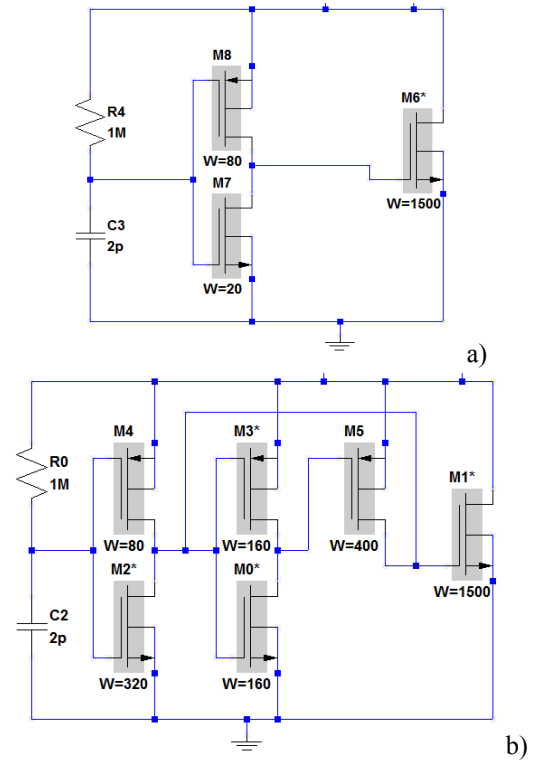 M8
R4
1M
M6*
W=80
M7
C3
2p
W=1500
W=20
a)
M4
M3*
M5
R0
1M
M1*
W=80
W=160
W=400
M2*
M0*
C2
2p
W=1500
W=320
W=160
b)